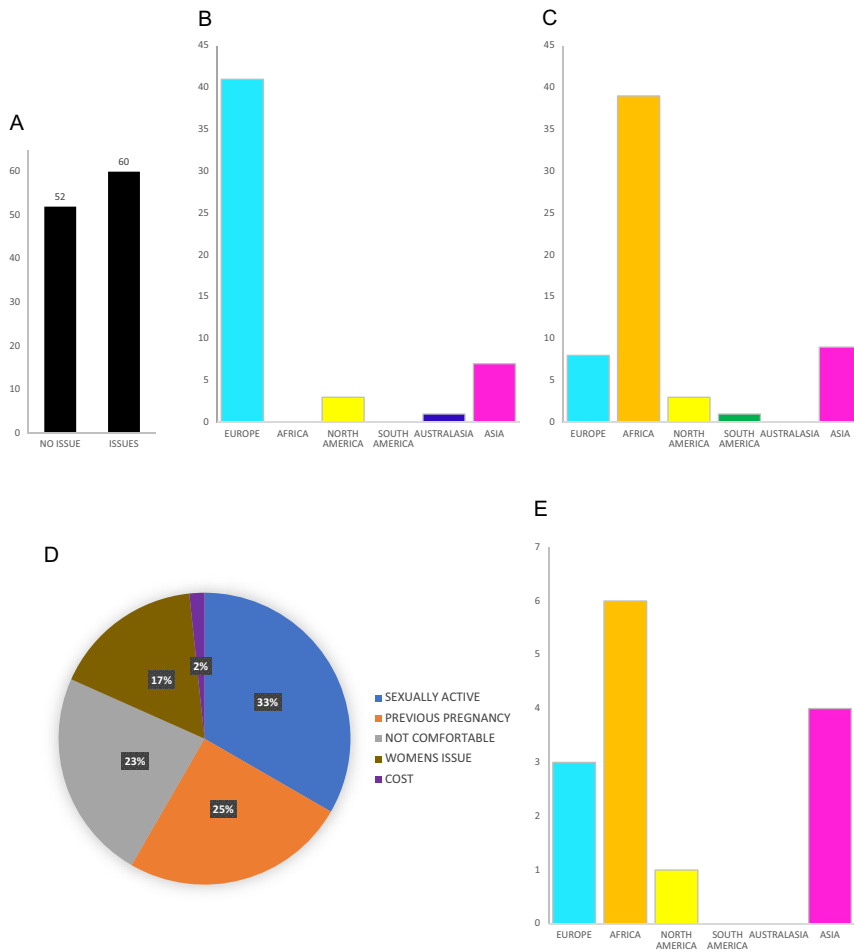 A
60
50
40
30
20
10
0
52
60
NO ISSUE
ISSUES
B
45
40
35
30
25
20
15
10
5
0
EUROPE
AFRICA
NORTH
AMERICA
SOUTH
AMERICA
AUSTRALASIA
ASIA
C
45
40
35
30
25
20
15
10
5
0
EUROPE
AFRICA
NORTH
AMERICA
SOUTH
AMERICA
AUSTRALASIA
ASIA
D
2%
17%
33%
23%
25%
SEXUALLY ACTIVE
PREVIOUS PREGNANCY
NOT COMFORTABLE
WOMENS ISSUE
COST
E
7
6
5
4
3
2
1
0
EUROPE
AFRICA
NORTH
AMERICA
SOUTH
AMERICA
AUSTRALASIA
ASIA